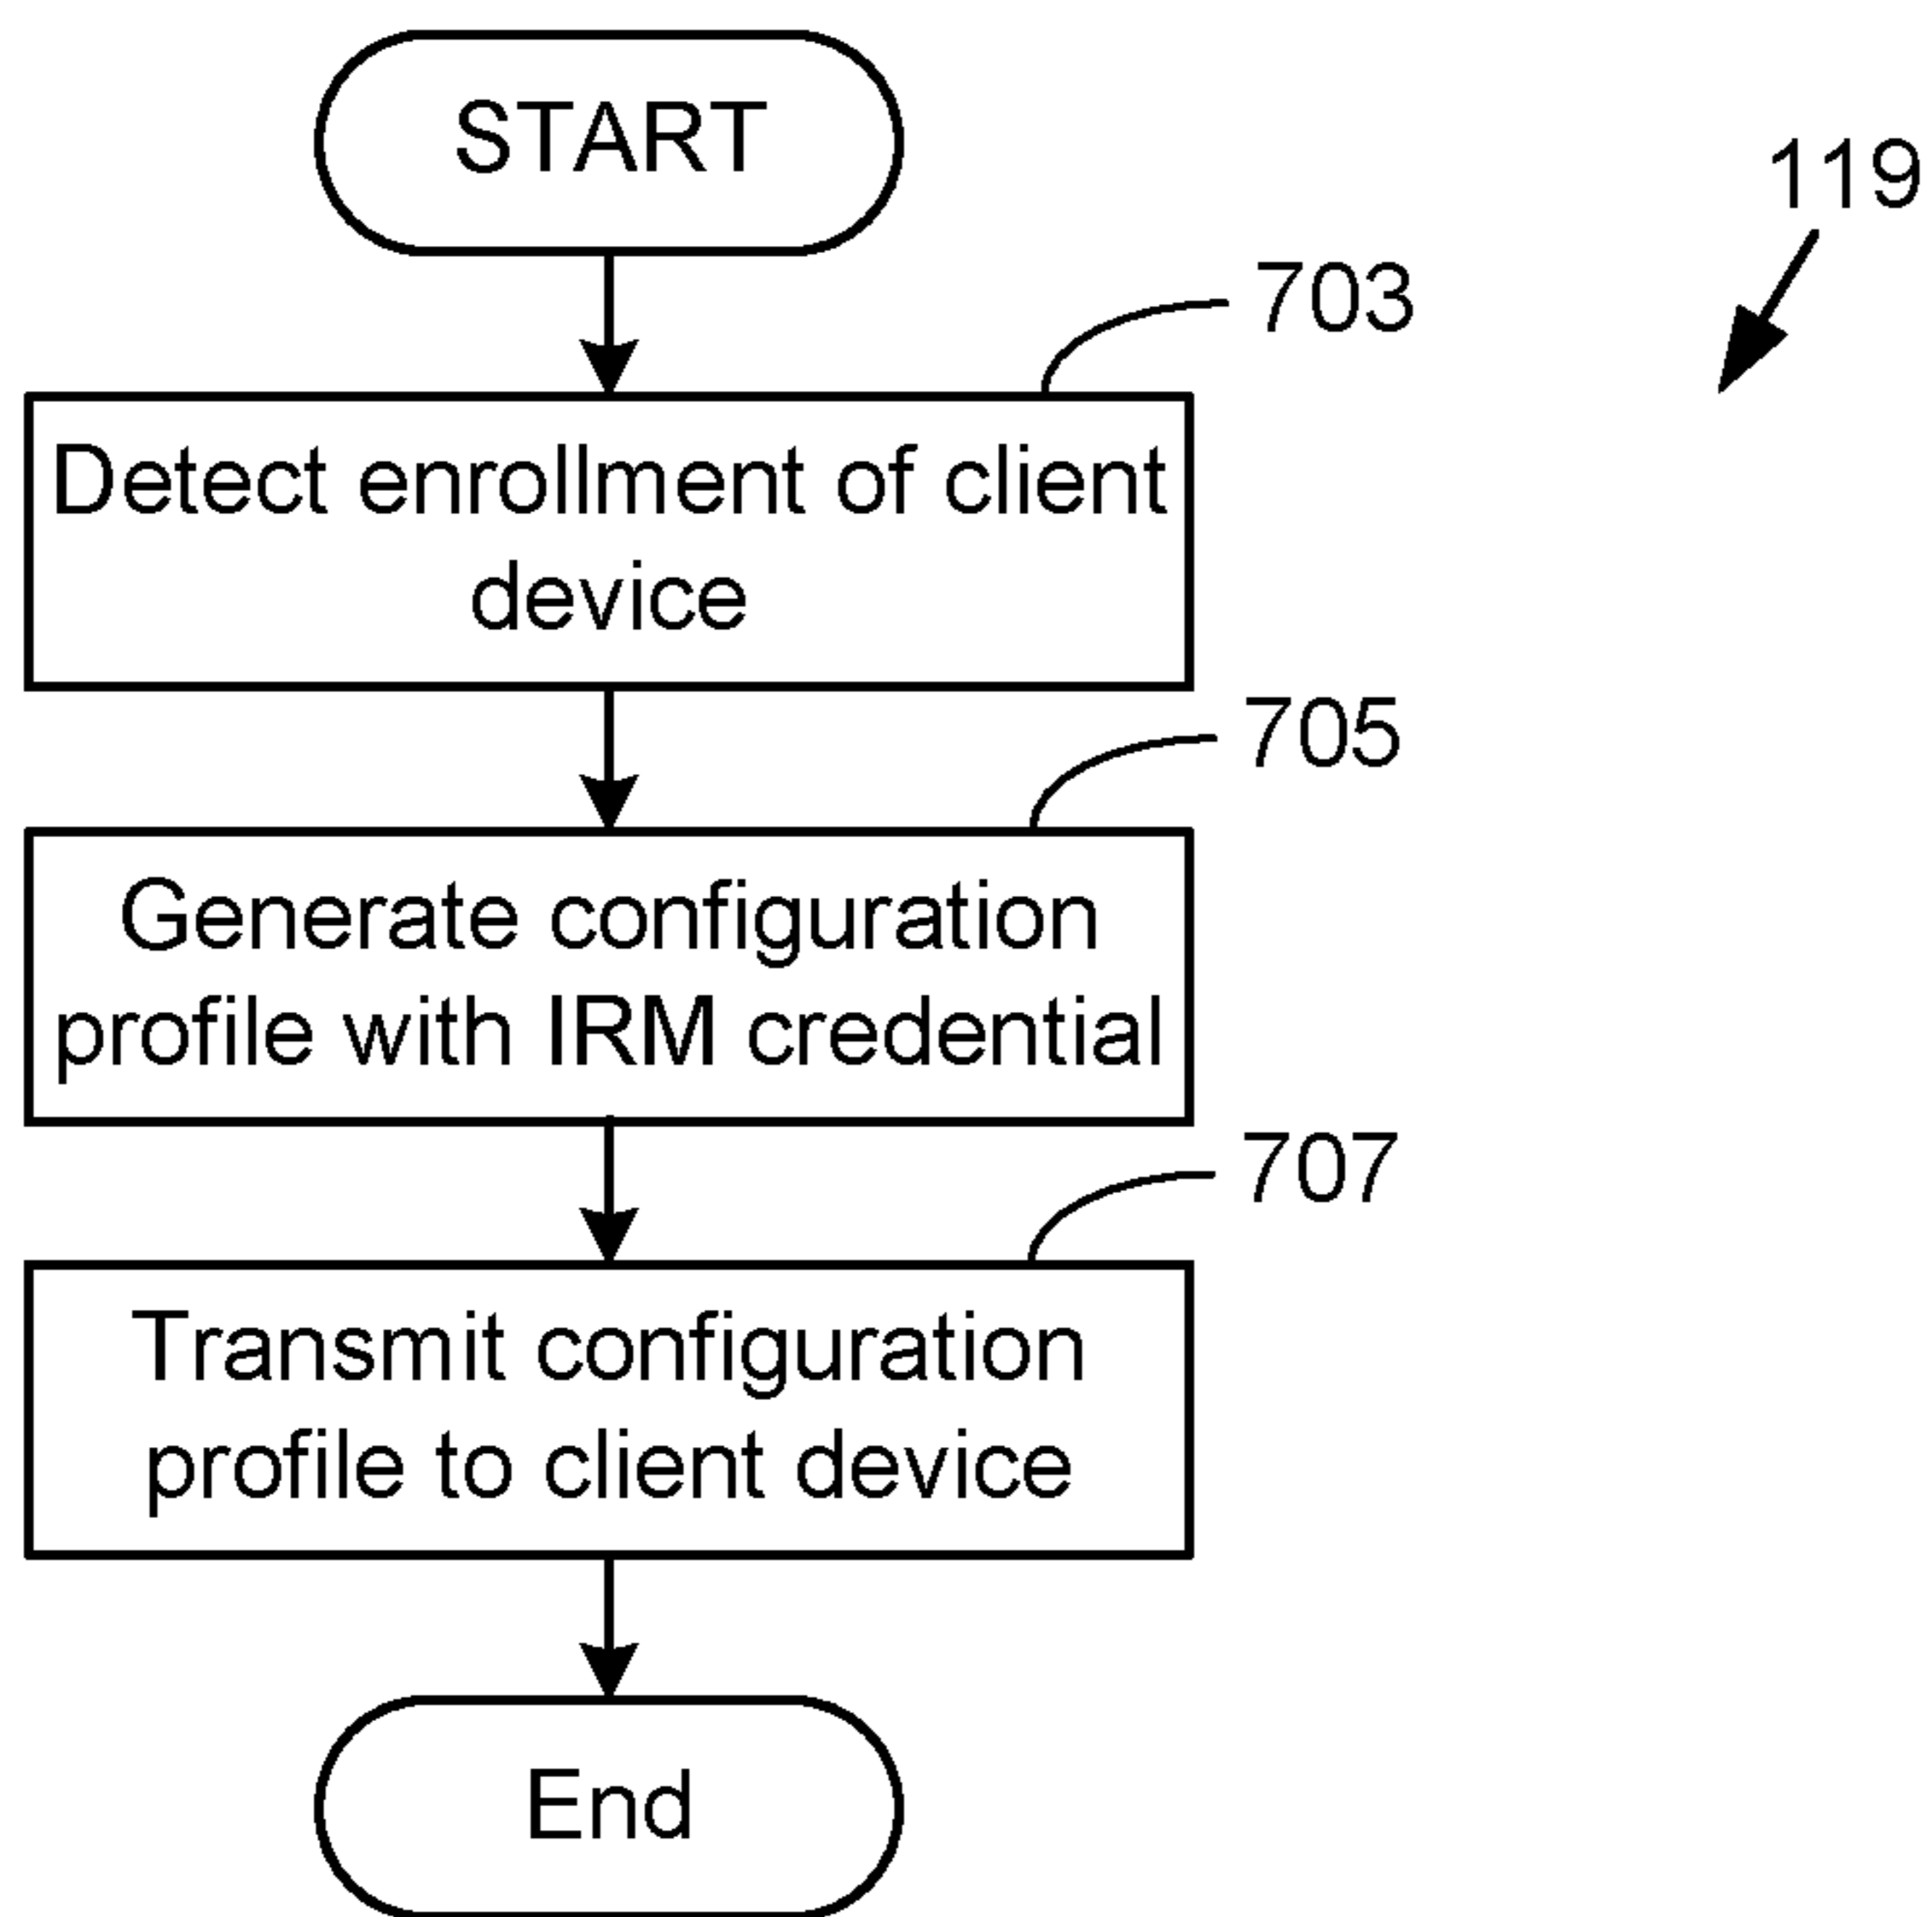 START
119
703
Detect enrollment of client
device
705
Generate configuration
profile with IRM credential
707
Transmit configuration
profile to client device
End